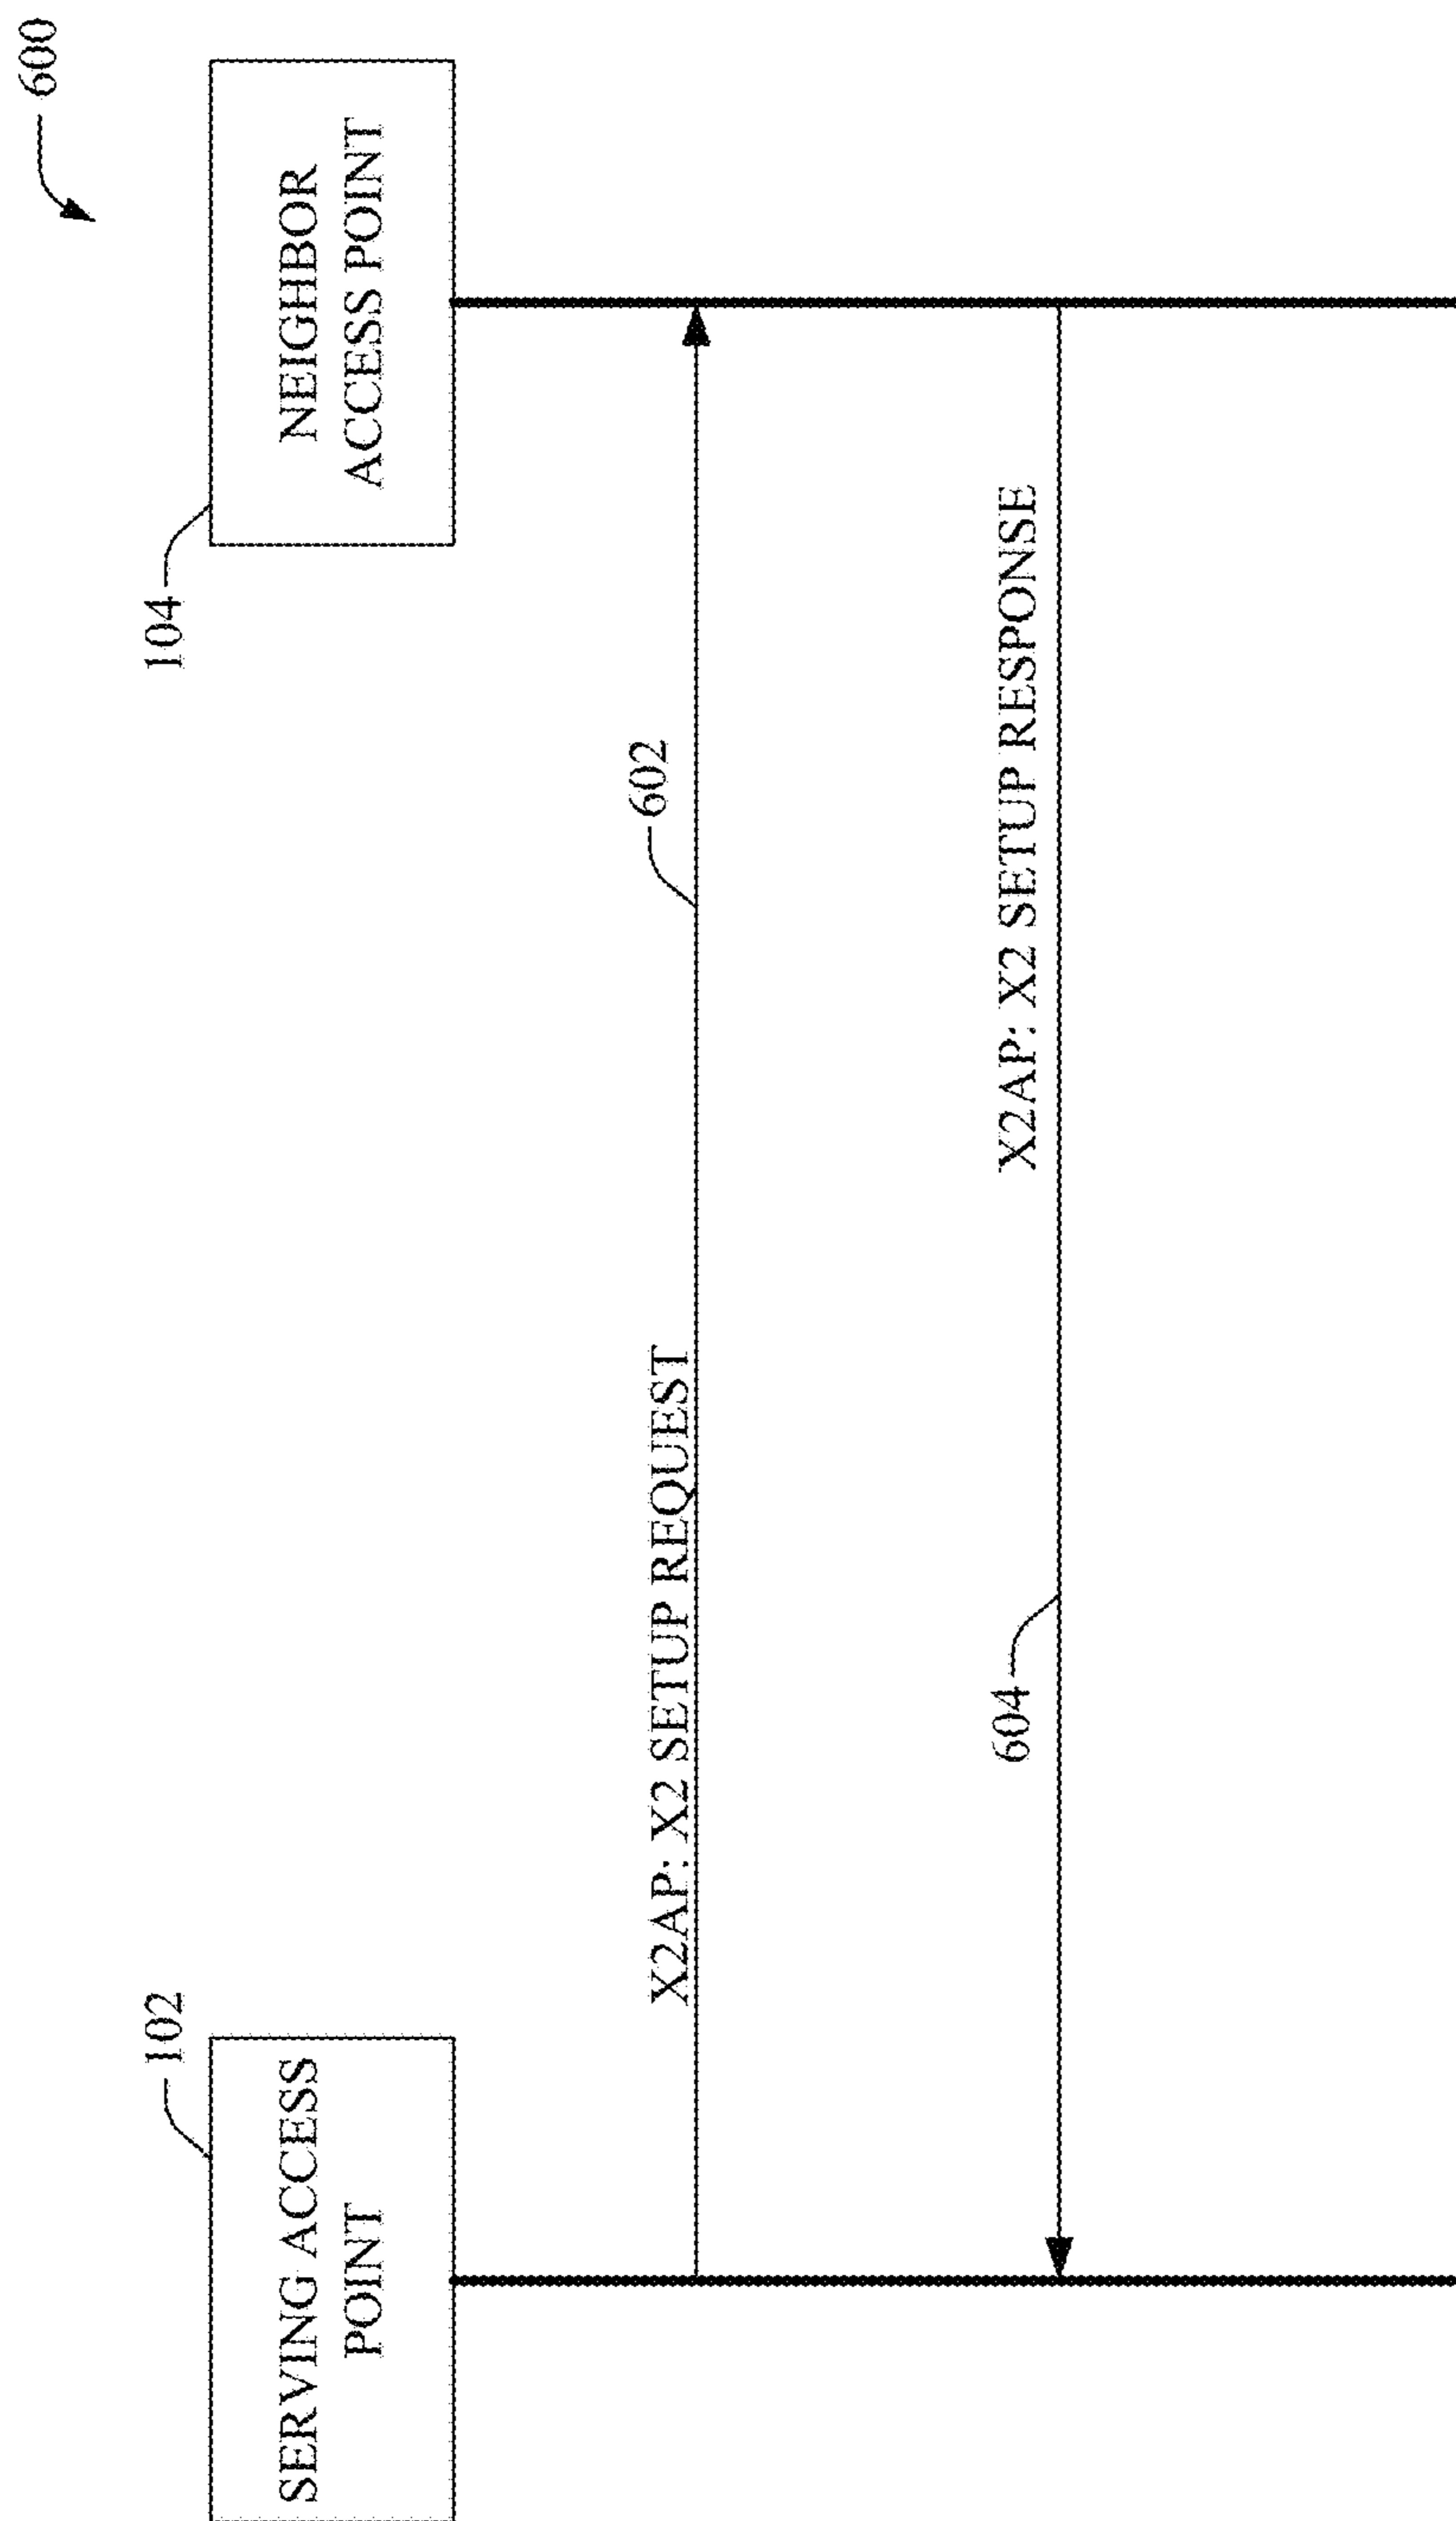 600
102
104
SERVING ACCESS
POINT
NEIGHBOR
ACCESS POINT
X2AP: X2 SETUP REQUEST
602
604
X2AP: X2 SETUP RESPONSE